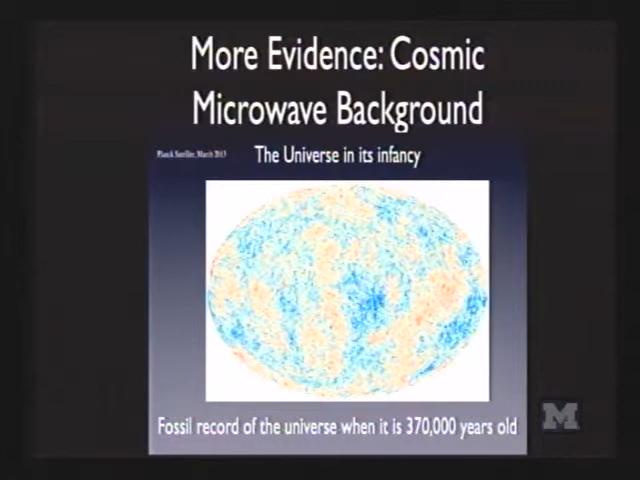 More Evidence: Cosmic
Microwave Background
Planck Satellite, March 2013
The Universe in its infancy
Fossil record of the universe when it is 370,000 years old
M